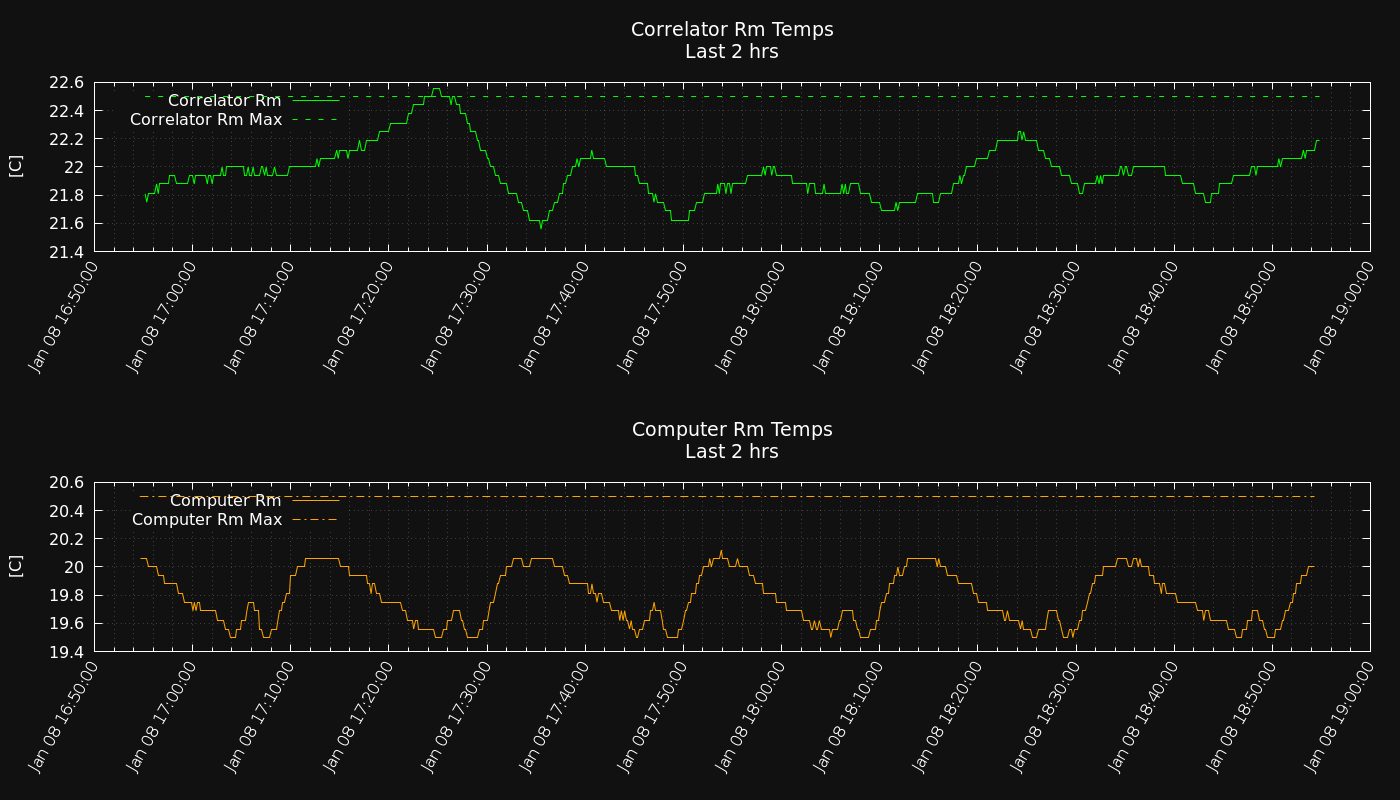 Correlator Rm Temps
Last 2 hrs
[C]
22.6
22.4
22.2
22
21.8
21.6
21.4
Correlator Rm
Correlator Rm Max
Jan 08 16:50:00
Jan 08 17:00:00
Jan 08 17:10:00
Jan 08 17:20:00
Jan 08 17:30:00
Jan 08 17:40:00
Jan 08 17:50:00
Jan 08 18:00:00
Jan 08 18:10:00
Jan 08 18:20:00
Jan 08 18:30:00
Jan 08 18:40:00
Jan 08 18:50:00
Jan 08 19:00:00
Computer Rm Temps
Last 2 hrs
[C]
20.6
20.4
20.2
20
19.8
19.6
19.4
Computer Rm
Computer Rm Max
Jan 08 16:50:00
Jan 08 17:00:00
Jan 08 17:10:00
Jan 08 17:20:00
Jan 08 17:30:00
Jan 08 17:40:00
Jan 08 17:50:00
Jan 08 18:00:00
Jan 08 18:10:00
Jan 08 18:20:00
Jan 08 18:30:00
Jan 08 18:40:00
Jan 08 18:50:00
Jan 08 19:00:00